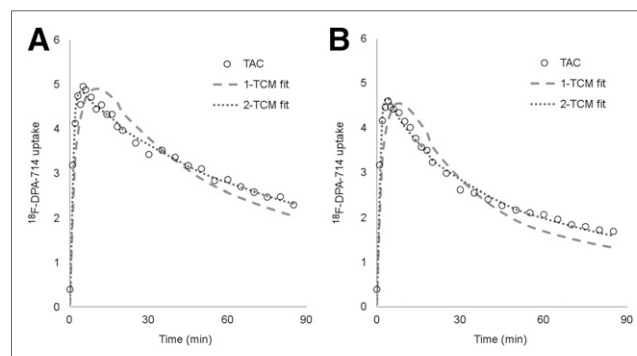 A
6
5
4
3
2
1
0
¹⁸F-DPA-714 uptake
0
30
60
90
Time (min)
TAC
1-TCM fit
2-TCM fit
B
6
5
4
3
2
1
0
¹⁸F-DPA-714 uptake
0
30
60
90
Time (min)
TAC
1-TCM fit
2-TCM fit